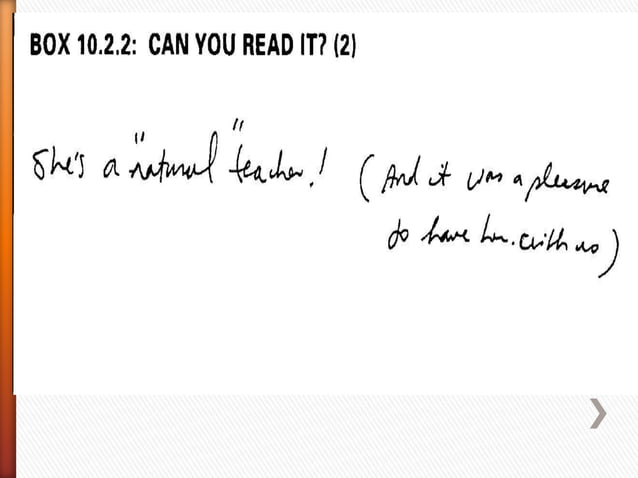 BOX 10.2.2: CAN YOU READ IT? (2)
She's a "natural" teacher! (And it was a pleasure
to have her. with us)